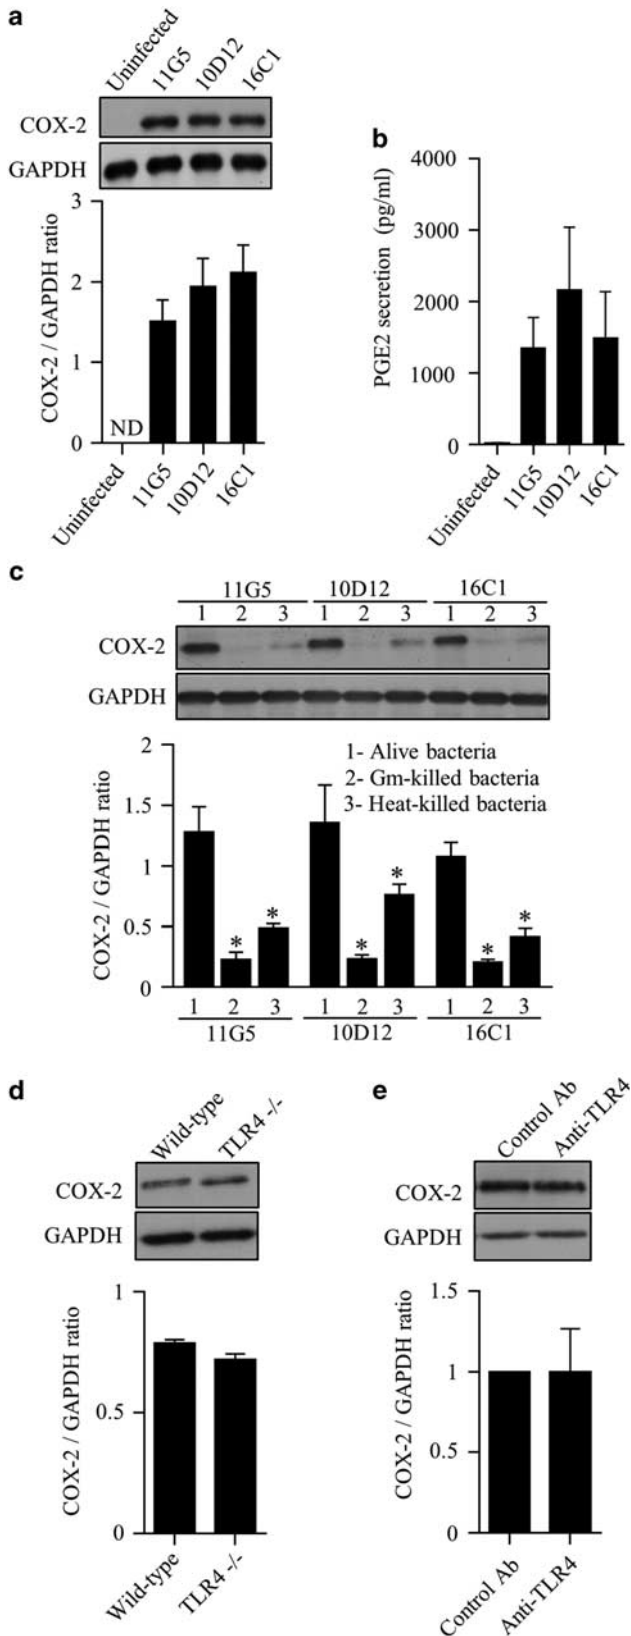 a
Uninfected
11G5
10D12
16C1
COX-2
GAPDH
COX-2 / GAPDH ratio
3
2
1
0
ND
Uninfected
11G5
10D12
16C1
b
PGE2 secretion (pg/ml)
4000
3000
2000
1000
0
Uninfected
11G5
10D12
16C1
c
11G5 10D12 16C1
1 2 3 1 2 3 1 2 3
COX-2
GAPDH
COX-2 / GAPDH ratio
2
1.5
1
0.5
0
1- Alive bacteria
2- Gm-killed bacteria
3- Heat-killed bacteria
* * * * * *
1 2 3 1 2 3 1 2 3
11G5 10D12 16C1
d
Wild-type
TLR4 -/-
COX-2
GAPDH
COX-2 / GAPDH ratio
1
0.5
0
Wild-type
TLR4 -/-
e
Control Ab
Anti-TLR4
COX-2
GAPDH
COX-2 / GAPDH ratio
1.5
1
0.5
0
Control Ab
Anti-TLR4